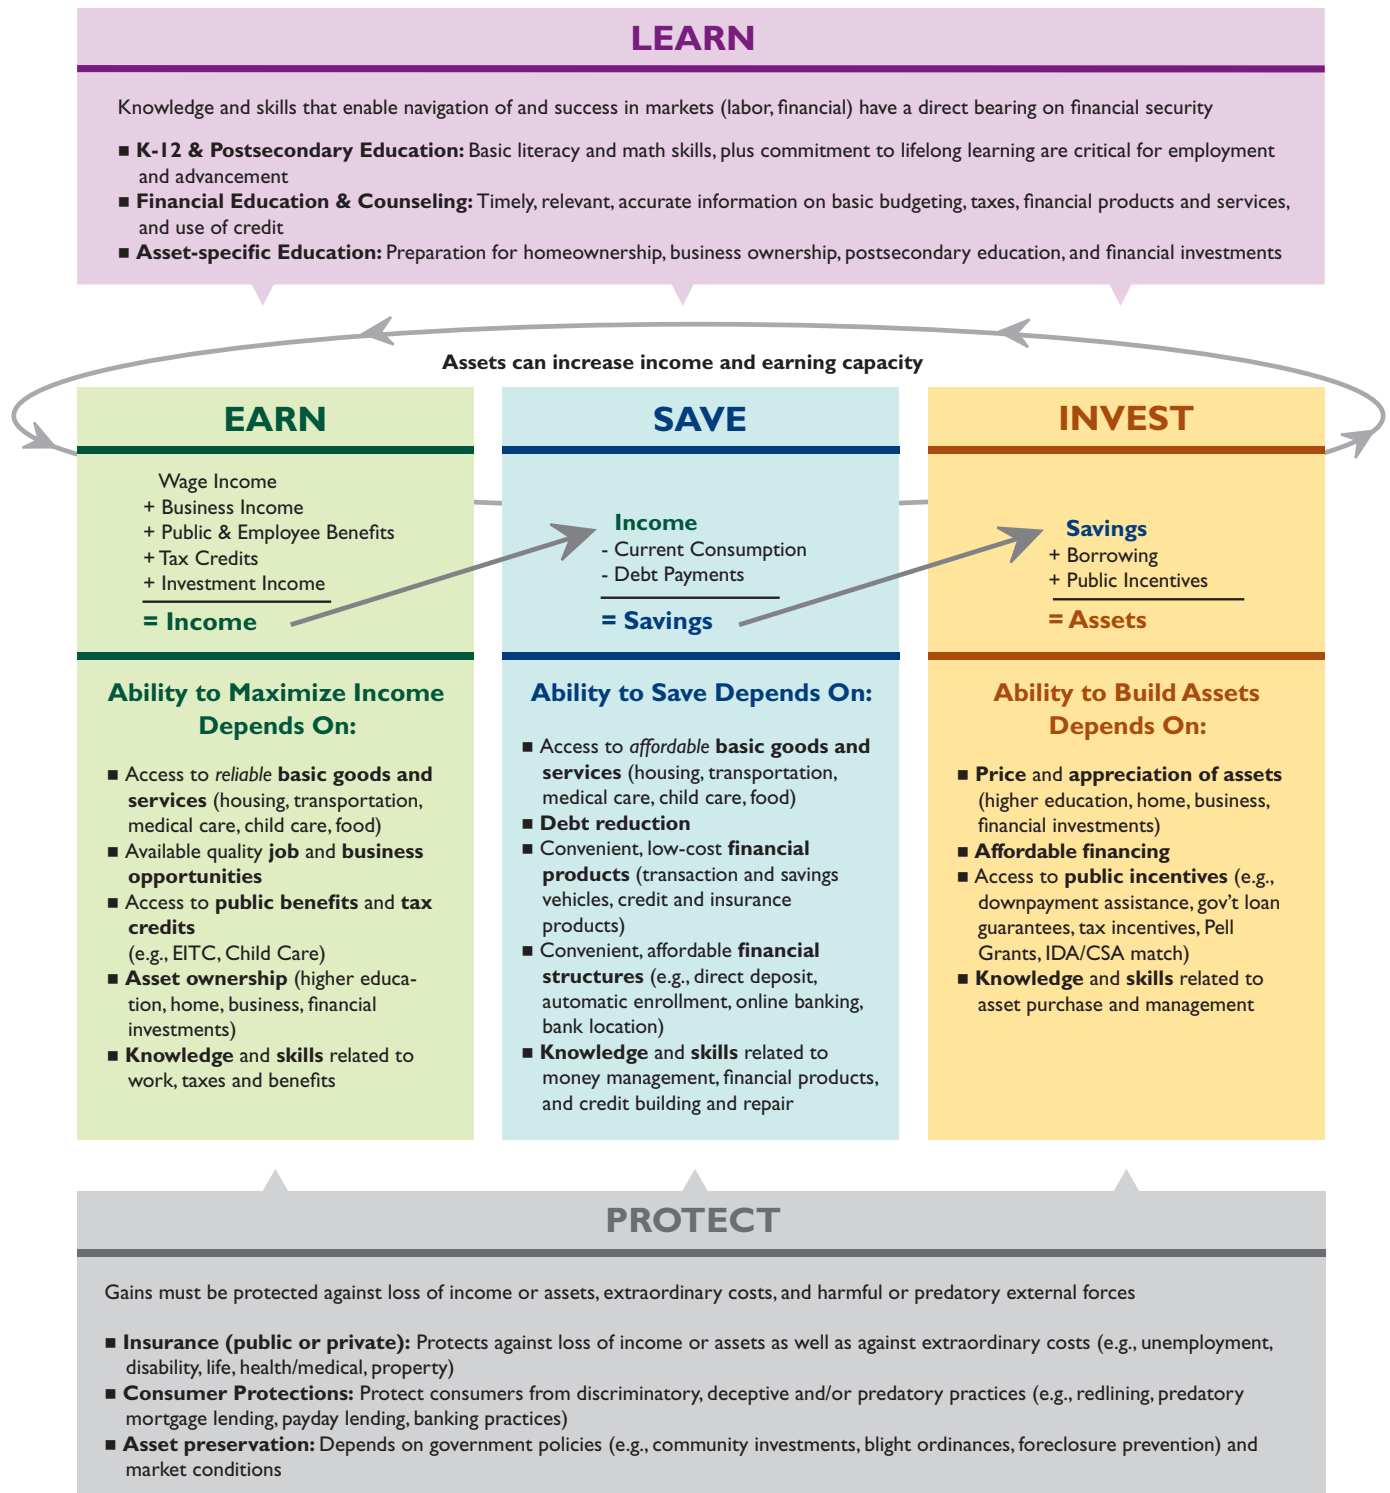 LEARN
Knowledge and skills that enable navigation of and success in markets (labor, financial) have a direct bearing on financial security
■ K-12 & Postsecondary Education: Basic literacy and math skills, plus commitment to lifelong learning are critical for employment
and advancement
■ Financial Education & Counseling: Timely, relevant, accurate information on basic budgeting, taxes, financial products and services,
and use of credit
■ Asset-specific Education: Preparation for homeownership, business ownership, postsecondary education, and financial investments
Assets can increase income and earning capacity
EARN
Wage Income
+ Business Income
+ Public & Employee Benefits
+ Tax Credits
+ Investment Income
= Income
Ability to Maximize Income
Depends On:
■ Access to reliable basic goods and
services (housing, transportation,
medical care, child care, food)
■ Available quality job and business
opportunities
■ Access to public benefits and tax
credits
(e.g., EITC, Child Care)
■ Asset ownership (higher educa-
tion, home, business, financial
investments)
■ Knowledge and skills related to
work, taxes and benefits
SAVE
Income
- Current Consumption
- Debt Payments
= Savings
Ability to Save Depends On:
■ Access to affordable basic goods and
services (housing, transportation,
medical care, child care, food)
■ Debt reduction
■ Convenient, low-cost financial
products (transaction and savings
vehicles, credit and insurance
products)
■ Convenient, affordable financial
structures (e.g., direct deposit,
automatic enrollment, online banking,
bank location)
■ Knowledge and skills related to
money management, financial products,
and credit building and repair
INVEST
Savings
+ Borrowing
+ Public Incentives
= Assets
Ability to Build Assets
Depends On:
■ Price and appreciation of assets
(higher education, home, business,
financial investments)
■ Affordable financing
■ Access to public incentives (e.g.,
downpayment assistance, gov't loan
guarantees, tax incentives, Pell
Grants, IDA/CSA match)
■ Knowledge and skills related to
asset purchase and management
PROTECT
Gains must be protected against loss of income or assets, extraordinary costs, and harmful or predatory external forces
■ Insurance (public or private): Protects against loss of income or assets as well as against extraordinary costs (e.g., unemployment,
disability, life, health/medical, property)
■ Consumer Protections: Protect consumers from discriminatory, deceptive and/or predatory practices (e.g., redlining, predatory
mortgage lending, payday lending, banking practices)
■ Asset preservation: Depends on government policies (e.g., community investments, blight ordinances, foreclosure prevention) and
market conditions